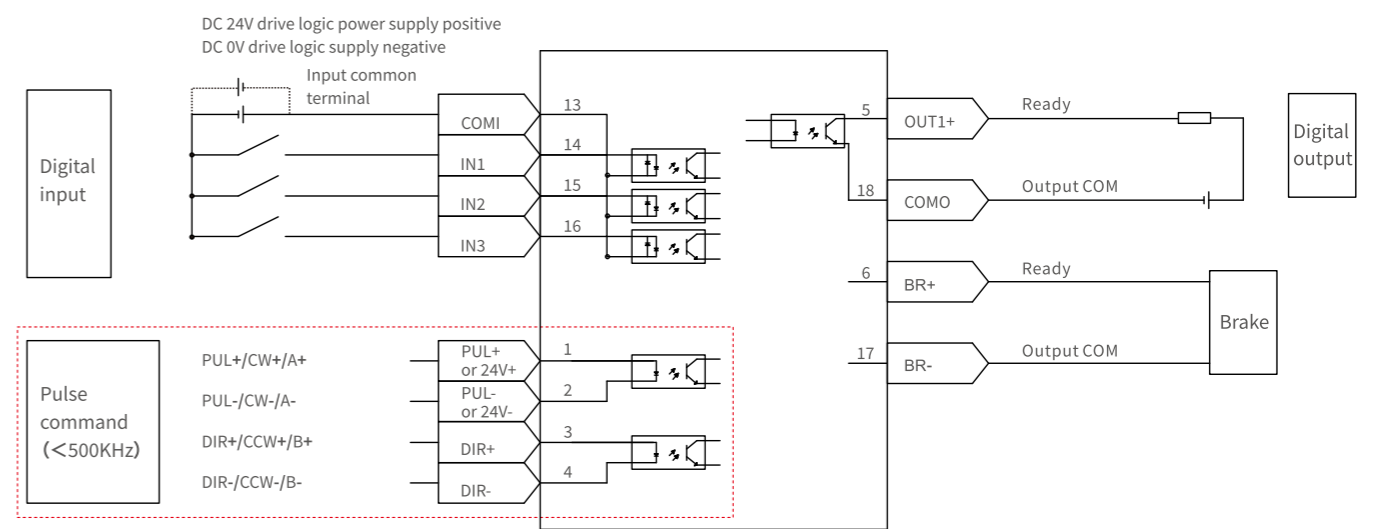 DC 24V drive logic power supply positive
DC 0V drive logic supply negative
Input common
terminal
Digital
input
COMI
13
IN1
14
IN2
15
IN3
16
5
OUT1+
Ready
18
COMO
Output COM
Digital
output
6
BR+
Ready
17
BR-
Output COM
Brake
Pulse
command
(<500KHz)
PUL+/CW+/A+
PUL+
or 24V+
1
PUL-/CW-/A-
PUL-
or 24V-
2
DIR+/CCW+/B+
DIR+
3
DIR-/CCW-/B-
DIR-
4